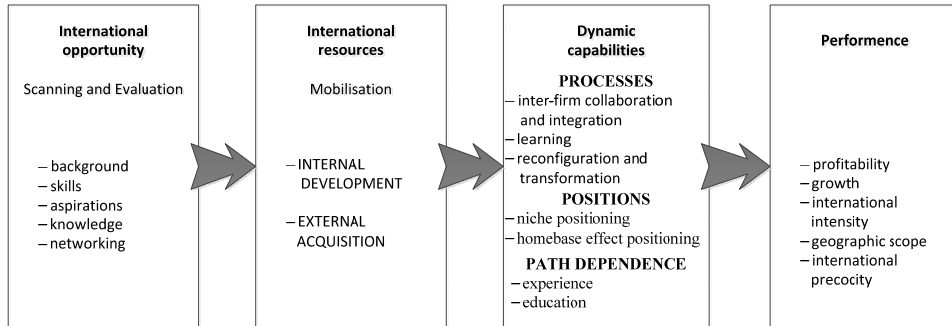 International
opportunity
Scanning and Evaluation
– background
– skills
– aspirations
– knowledge
– networking
International
resources
Mobilisation
– INTERNAL
DEVELOPMENT
– EXTERNAL
ACQUISITION
Dynamic
capabilities
PROCESSES
– inter-firm collaboration
and integration
– learning
– reconfiguration and
transformation
POSITIONS
– niche positioning
– homebase effect positioning
PATH DEPENDENCE
– experience
– education
Performence
– profitability
– growth
– international
intensity
– geographic scope
– international
precocity